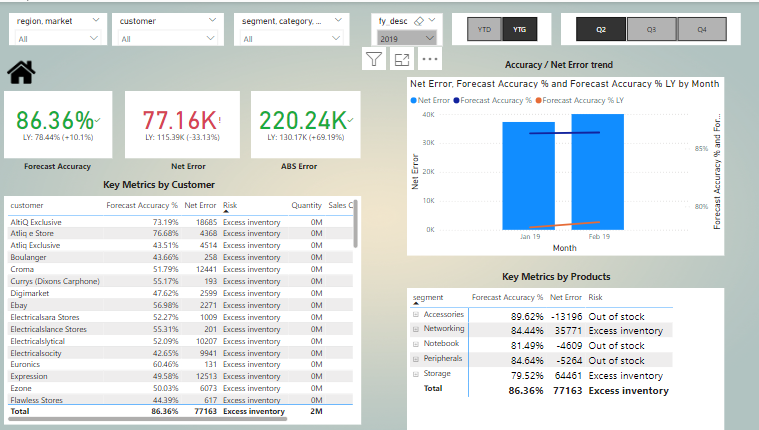 region, market
customer
segment, category, ...
fy_desc
All
All
All
2019
YTD
YTG
Q2
Q3
Q4
86.36%
LY: 78.44% (+10.1%)
Forecast Accuracy
77.16K!
LY: 115.39K (-33.13%)
Net Error
220.24K
LY: 130.17K (+69.19%)
ABS Error
Accuracy / Net Error trend
Net Error, Forecast Accuracy % and Forecast Accuracy % LY by Month
Net Error Forecast Accuracy % Forecast Accuracy % LY
Net Error
40K
30K
20K
10K
0K
85%
80%
Forecast Accuracy % and For...
Jan 19
Feb 19
Month
Key Metrics by Customer
customer Forecast Accuracy % Net Error Risk Quantity Sales C
AltiQ Exclusive 73.19% 18685 Excess inventory 0M
Atliq e Store 76.68% 4368 Excess inventory 0M
Atliq Exclusive 43.51% 4514 Excess inventory 0M
Boulanger 43.66% 258 Excess inventory 0M
Croma 51.79% 12441 Excess inventory 0M
Currys (Dixons Carphone) 55.17% 193 Excess inventory 0M
Digimarket 47.62% 2599 Excess inventory 0M
Ebay 56.98% 2271 Excess inventory 0M
Electricalsara Stores 52.27% 1009 Excess inventory 0M
Electricalslance Stores 55.31% 201 Excess inventory 0M
Electricalslytical 52.09% 10207 Excess inventory 0M
Electricalsocity 42.65% 9941 Excess inventory 0M
Euronics 60.46% 131 Excess inventory 0M
Expression 49.58% 12513 Excess inventory 0M
Ezone 50.03% 6073 Excess inventory 0M
Flawless Stores 44.39% 617 Excess inventory 0M
Total 86.36% 77163 Excess inventory 2M
Key Metrics by Products
segment Forecast Accuracy % Net Error Risk
Accessories 89.62% -13196 Out of stock
Networking 84.44% 35771 Excess inventory
Notebook 81.49% -4609 Out of stock
Peripherals 84.64% -5264 Out of stock
Storage 79.52% 64461 Excess inventory
Total 86.36% 77163 Excess inventory